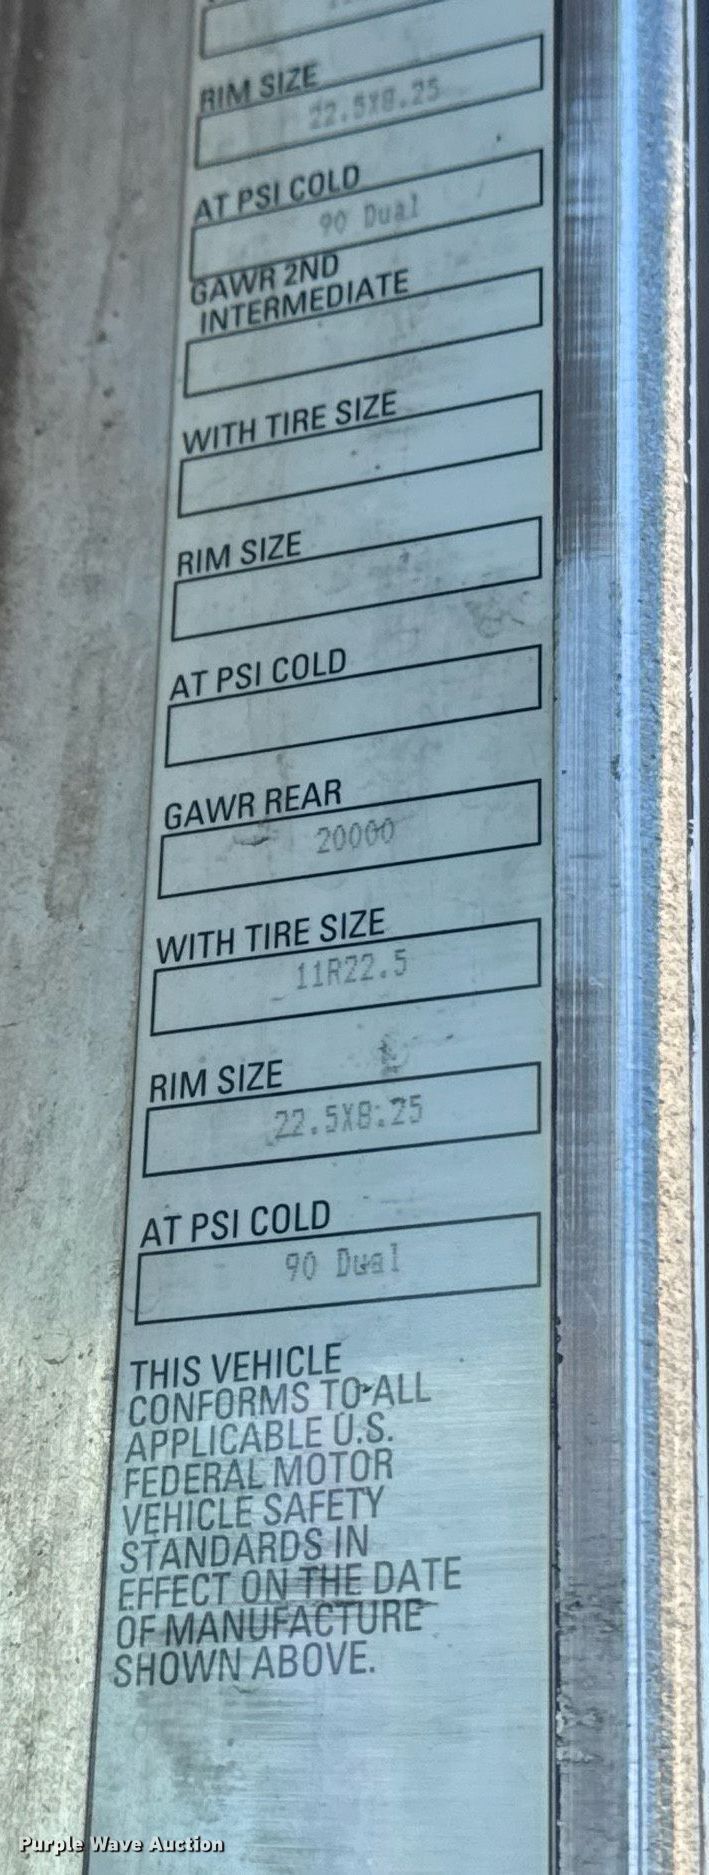 RIM SIZE
22.5X8.25
AT PSI COLD
90 Dual
GAWR 2ND
INTERMEDIATE
WITH TIRE SIZE
RIM SIZE
AT PSI COLD
GAWR REAR
20000
WITH TIRE SIZE
11R22.5
RIM SIZE
22.5X8.25
AT PSI COLD
90 Dual
THIS VEHICLE
CONFORMS TO ALL
APPLICABLE U.S.
FEDERAL MOTOR
VEHICLE SAFETY
STANDARDS IN
EFFECT ON THE DATE
OF MANUFACTURE
SHOWN ABOVE.
Purple Wave Auction